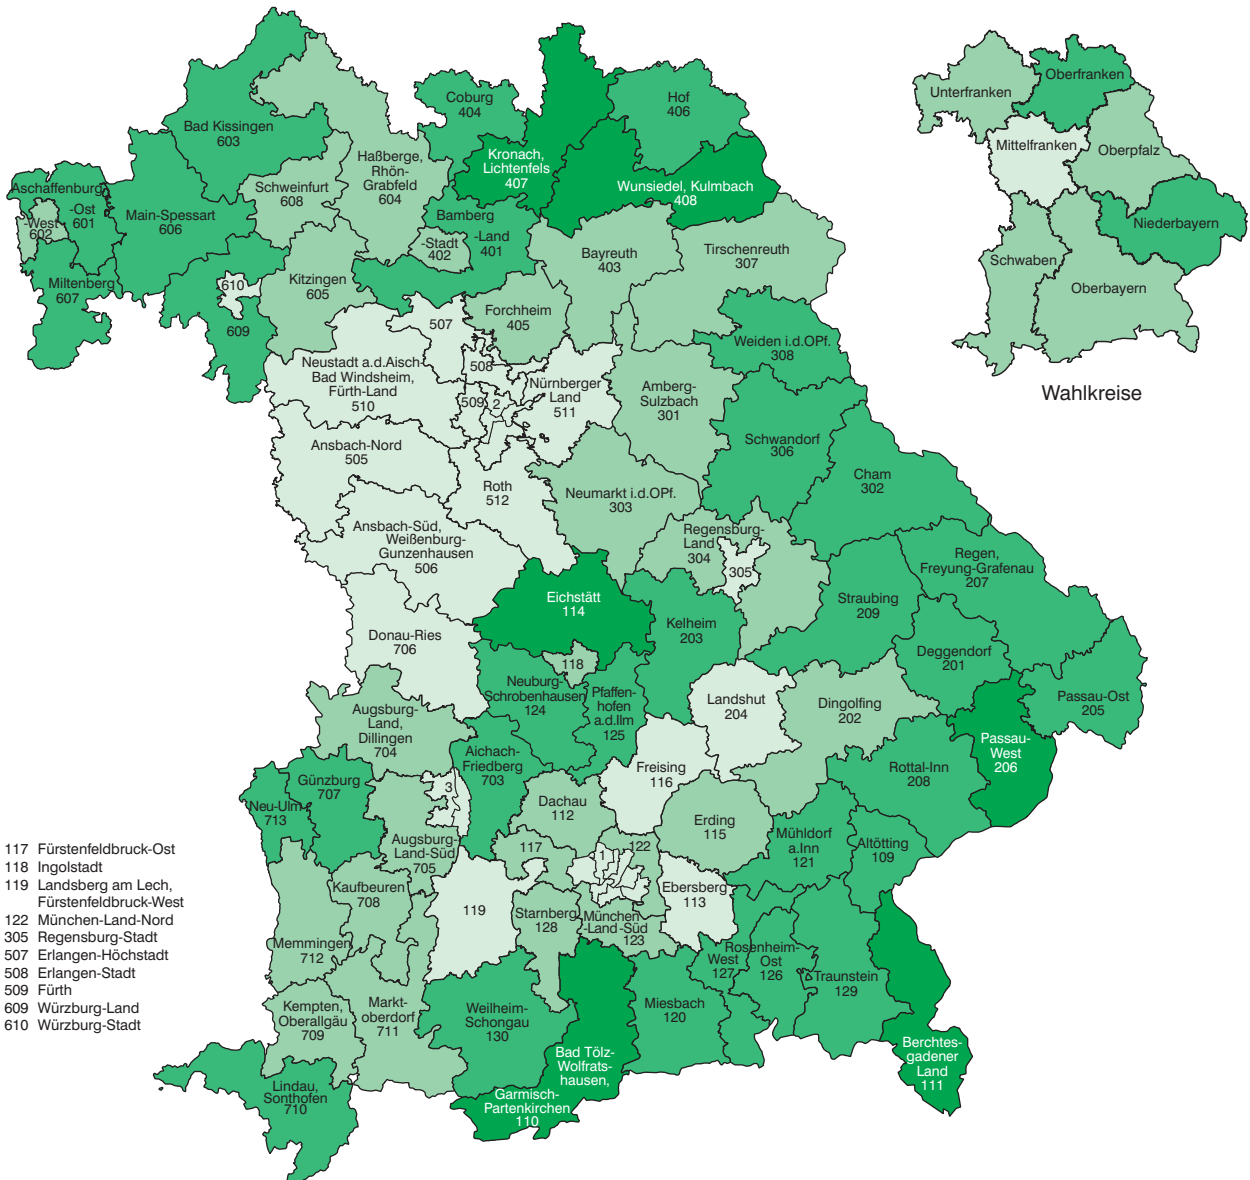 Bad Kissingen
603
Coburg
404
Hof
406
Kronach,
Lichtenfels
407
Wunsiedel, Kulmbach
408
Haßberge,
Rhön-
Grabfeld
604
Schweinfurt
608
Aschaffenburg
-Ost
601
-West
602
Main-Spessart
606
Miltenberg
607
Bamberg
-Land
401
-Stadt
402
Bayreuth
403
Tirschenreuth
307
610
609
Kitzingen
605
507
Forchheim
405
Weiden i.d.OPf.
308
Neustadt a.d.Aisch-
Bad Windsheim,
Fürth-Land
510
508
509
2
Nürnberger
Land
511
Amberg-
Sulzbach
301
Ansbach-Nord
505
Schwandorf
306
Cham
302
Roth
512
Neumarkt i.d.OPf.
303
Ansbach-Süd,
Weißenburg-
Gunzenhausen
506
Regensburg-
Land
304
305
Regen,
Freyung-Grafenau
207
Eichstätt
114
Straubing
209
Kelheim
203
Donau-Ries
706
Deggendorf
201
118
Neuburg-
Schrobenhausen
124
Pfaffen-
hofen
a.d.Ilm
125
Landshut
204
Dingolfing
202
Passau-Ost
205
Augsburg-
Land,
Dillingen
704
Passau-
West
206
Aichach-
Friedberg
703
Freising
116
Rottal-Inn
208
Günzburg
707
Neu-Ulm
713
3
Dachau
112
Erding
115
Mühldorf
a.Inn
121
Altötting
109
Augsburg-
Land-Süd
705
117
1
122
Kaufbeuren
708
119
Ebersberg
113
Starnberg
128
München
-Land-Süd
123
Memmingen
712
Rosenheim-
Ost
126
West
127
Traunstein
129
Kempten,
Oberallgäu
709
Markt-
oberdorf
711
Weilheim-
Schongau
130
Miesbach
120
Bad Tölz-
Wolfrats-
hausen,
Garmisch-
Partenkirchen
110
Berchtes-
gadener
Land
111
Lindau,
Sonthofen
710
Unterfranken
Oberfranken
Mittelfranken
Oberpfalz
Niederbayern
Schwaben
Oberbayern
Wahlkreise
117 Fürstenfeldbruck-Ost
118 Ingolstadt
119 Landsberg am Lech,
Fürstenfeldbruck-West
122 München-Land-Nord
305 Regensburg-Stadt
507 Erlangen-Höchstadt
508 Erlangen-Stadt
509 Fürth
609 Würzburg-Land
610 Würzburg-Stadt